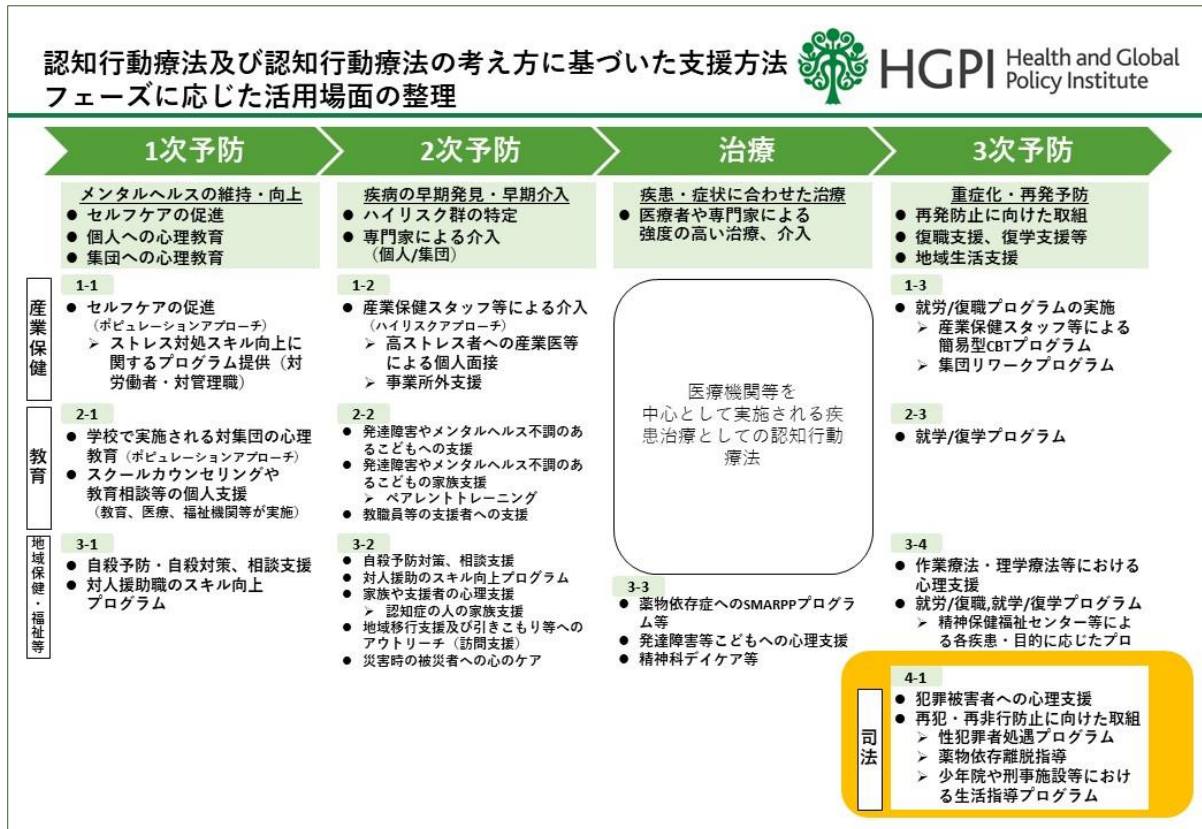 認知行動療法及び認知行動療法の考え方に基づいた支援方法
フェーズに応じた活用場面の整理
HGPI Health and Global
Policy Institute
1次予防
2次予防
治療
3次予防
メンタルヘルスの維持・向上
● セルフケアの促進
● 個人への心理教育
● 集団への心理教育
疾病の早期発見・早期介入
● ハイリスク群の特定
● 専門家による介入
(個人/集団)
疾患・症状に合わせた治療
● 医療者や専門家による
強度の高い治療、介入
重症化・再発予防
● 再発防止に向けた取組
● 復職支援、復学支援等
● 地域生活支援
産業保健
1-1
● セルフケアの促進
(ポピュレーションアプローチ)
➢ ストレス対処スキル向上に
関するプログラム提供(対
労働者・対管理職)
1-2
● 産業保健スタッフ等による介入
(ハイリスクアプローチ)
➢ 高ストレス者への産業医等
による個人面接
➢ 事業所外支援
医療機関等を
中心として実施される疾
患治療としての認知行動
療法
1-3
● 就労/復職プログラムの実施
➢ 産業保健スタッフ等による
簡易型CBTプログラム
➢ 集団リワークプログラム
教育
2-1
● 学校で実施される対集団の心理
教育(ポピュレーションアプローチ)
● スクールカウンセリングや
教育相談等の個人支援
(教育、医療、福祉機関等が実施)
2-2
● 発達障害やメンタルヘルス不調のあ
るこどもへの支援
● 発達障害やメンタルヘルス不調のあ
るこどもの家族支援
➢ ペアレントトレーニング
● 教職員等の支援者への支援
2-3
● 就学/復学プログラム
地域保健・福祉等
3-1
● 自殺予防・自殺対策、相談支援
● 対人援助職のスキル向上
プログラム
3-2
● 自殺予防対策、相談支援
● 対人援助のスキル向上プログラム
● 家族や支援者の心理支援
➢ 認知症の人の家族支援
● 地域移行支援及び引きこもり等への
アウトリーチ(訪問支援)
● 災害時の被災者への心のケア
3-3
● 薬物依存症へのSMARPPプログラ
ム等
● 発達障害等こどもへの心理支援
● 精神科デイケア等
3-4
● 作業療法・理学療法等における
心理支援
● 就労/復職,就学/復学プログラム
➢ 精神保健福祉センター等によ
る各疾患・目的に応じたプロ
司法
4-1
● 犯罪被害者への心理支援
● 再犯・再非行防止に向けた取組
➢ 性犯罪者処遇プログラム
➢ 薬物依存離脱指導
➢ 少年院や刑事施設等におけ
る生活指導プログラム